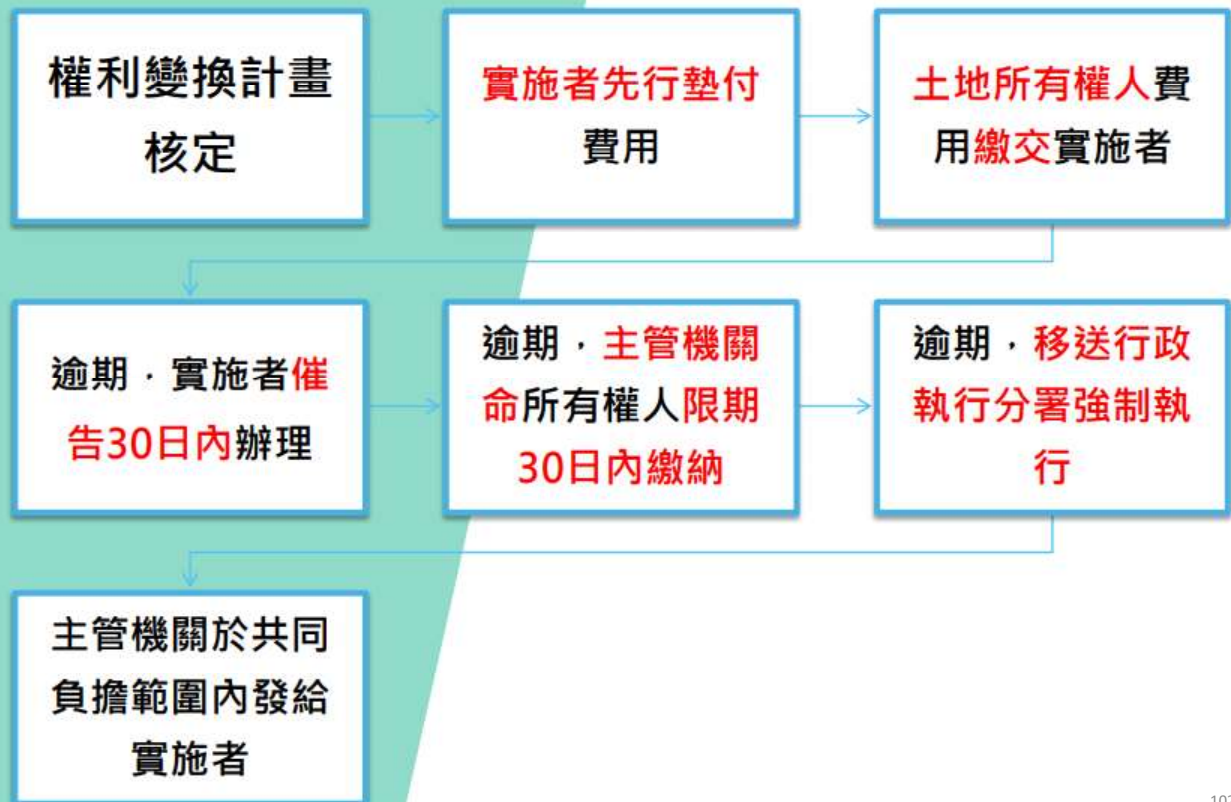 權利變換計畫
核定
實施者先行墊付
費用
土地所有權人費
用繳交實施者
逾期，實施者催
告30日內辦理
逾期，主管機關
命所有權人限期
30日內繳納
逾期，移送行政
執行分署強制執
行
主管機關於共同
負擔範圍內發給
實施者